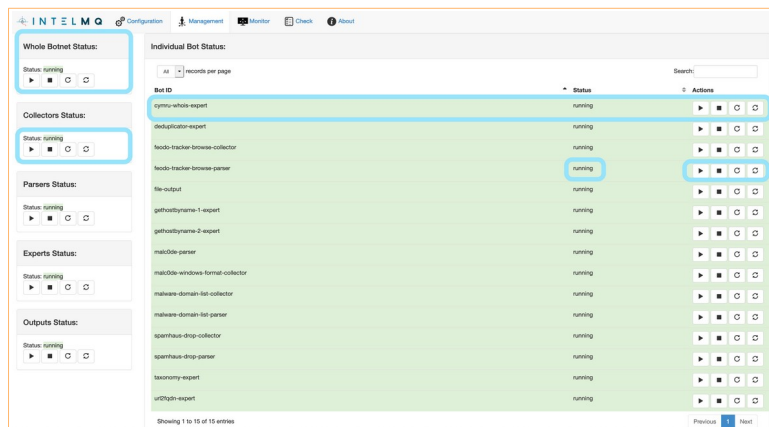 INTELMQ Configuration Management Monitor Check About
Whole Botnet Status:
Status: running
Collectors Status:
Status: running
Parsers Status:
Status: running
Experts Status:
Status: running
Outputs Status:
Status: running
Individual Bot Status:
All records per page Search:
Bot ID Status Actions
cymru-whois-expert running
deduplicator-expert running
feodo-tracker-browse-collector running
feodo-tracker-browse-parser running
file-output running
gethostbyname-1-expert running
gethostbyname-2-expert running
malc0de-parser running
malc0de-windows-format-collector running
malware-domain-list-collector running
malware-domain-list-parser running
spamhaus-drop-collector running
spamhaus-drop-parser running
taxonomy-expert running
url2fqdn-expert running
Showing 1 to 15 of 15 entries Previous 1 Next